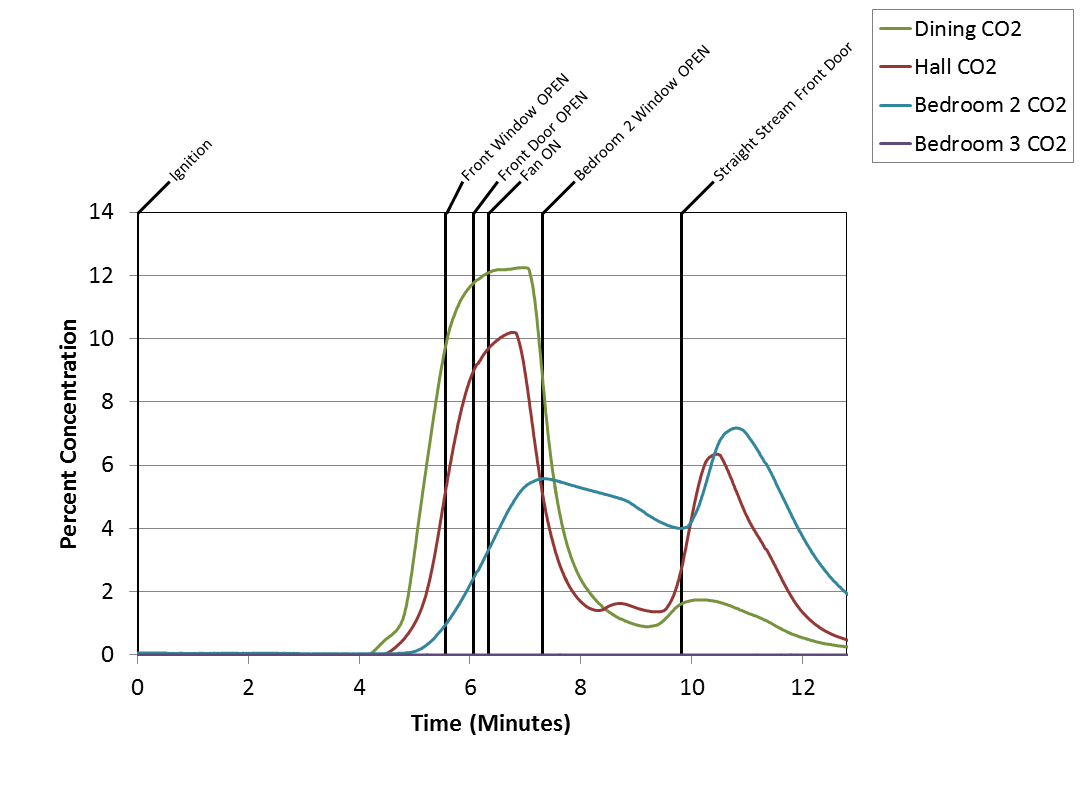 Dining CO2
Hall CO2
Bedroom 2 CO2
Bedroom 3 CO2
Ignition
Front Window OPEN
Front Door OPEN
Fan ON
Bedroom 2 Window OPEN
Straight Stream Front Door
14
12
10
8
6
4
2
0
Percent Concentration
0 2 4 6 8 10 12
Time (Minutes)